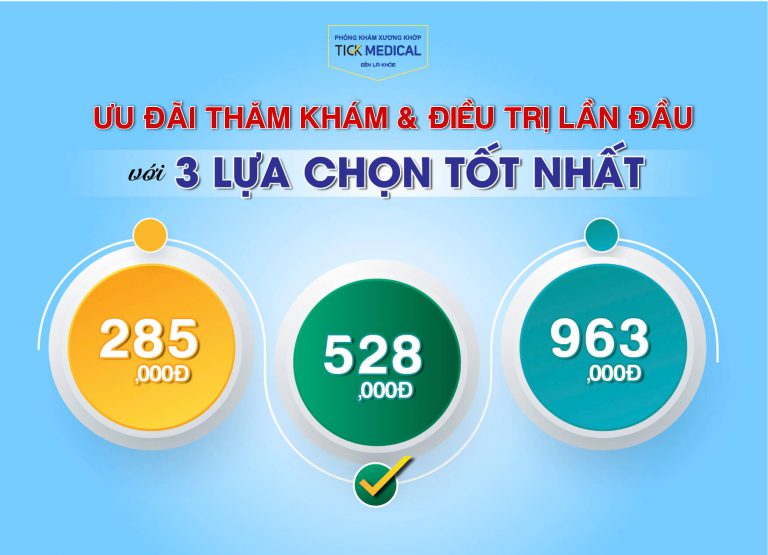 PHÒNG KHÁM XƯƠNG KHỚP
TICK MEDICAL
ĐẾN LÀ KHỎE
ƯU ĐÃI THĂM KHÁM & ĐIỀU TRỊ LẦN ĐẦU
với 3 LỰA CHỌN TỐT NHẤT
285
,000Đ
528
,000Đ
963
,000Đ